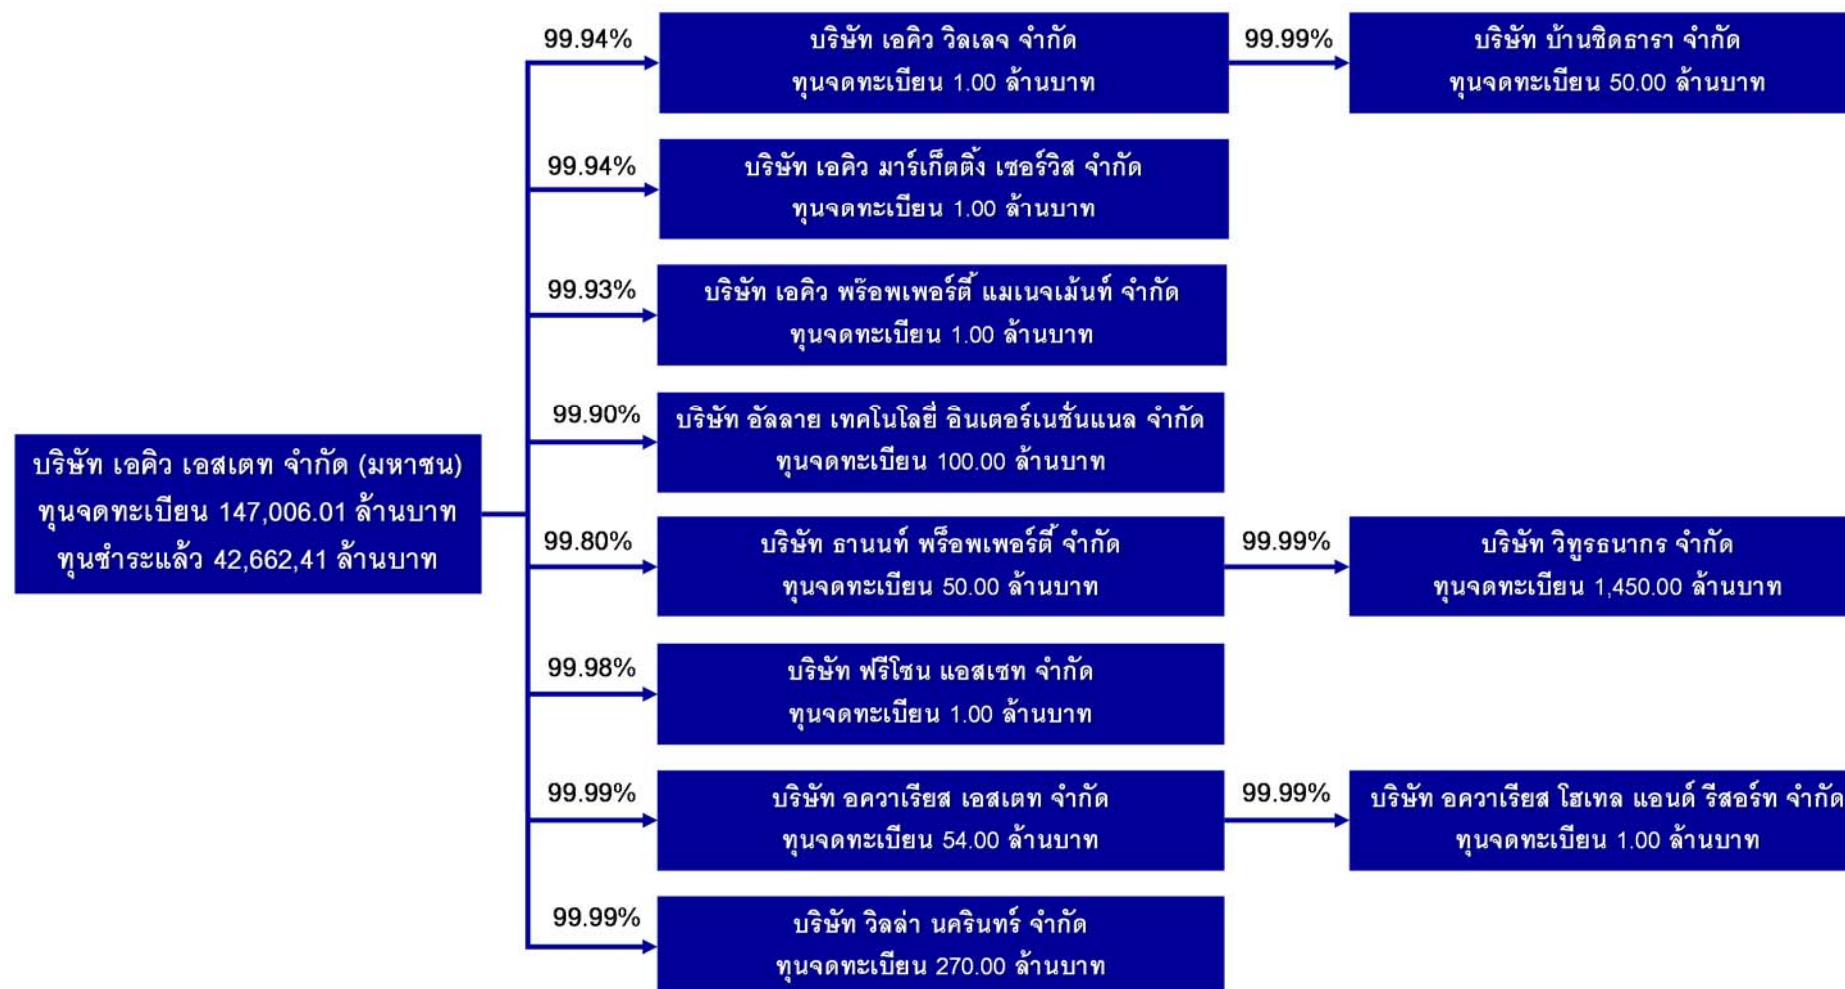 99.94%
บริษัท เอคิว วิลเลจ จำกัด
ทุนจดทะเบียน 1.00 ล้านบาท
99.99%
บริษัท บ้านชิดธารา จำกัด
ทุนจดทะเบียน 50.00 ล้านบาท
99.94%
บริษัท เอคิว มาร์เก็ตติ้ง เซอร์วิส จำกัด
ทุนจดทะเบียน 1.00 ล้านบาท
99.93%
บริษัท เอคิว พร๊อพเพอร์ตี้ แมเนจเม้นท์ จำกัด
ทุนจดทะเบียน 1.00 ล้านบาท
99.90%
บริษัท อัลลาย เทคโนโลยี่ อินเตอร์เนชั่นแนล จำกัด
ทุนจดทะเบียน 100.00 ล้านบาท
บริษัท เอคิว เอสเตท จำกัด (มหาชน)
ทุนจดทะเบียน 147,006.01 ล้านบาท
ทุนชำระแล้ว 42,662,41 ล้านบาท
99.80%
บริษัท ธานนท์ พร็อพเพอร์ตี้ จำกัด
ทุนจดทะเบียน 50.00 ล้านบาท
99.99%
บริษัท วิทูรธนากร จำกัด
ทุนจดทะเบียน 1,450.00 ล้านบาท
99.98%
บริษัท ฟรีโซน แอสเซท จำกัด
ทุนจดทะเบียน 1.00 ล้านบาท
99.99%
บริษัท อควาเรียส เอสเตท จำกัด
ทุนจดทะเบียน 54.00 ล้านบาท
99.99%
บริษัท อควาเรียส โฮเทล แอนด์ รีสอร์ท จำกัด
ทุนจดทะเบียน 1.00 ล้านบาท
99.99%
บริษัท วิลล่า นครินทร์ จำกัด
ทุนจดทะเบียน 270.00 ล้านบาท